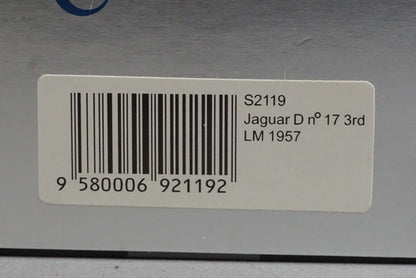 S2119
Jaguar D nº 17 3rd
LM 1957
9 580006 921192